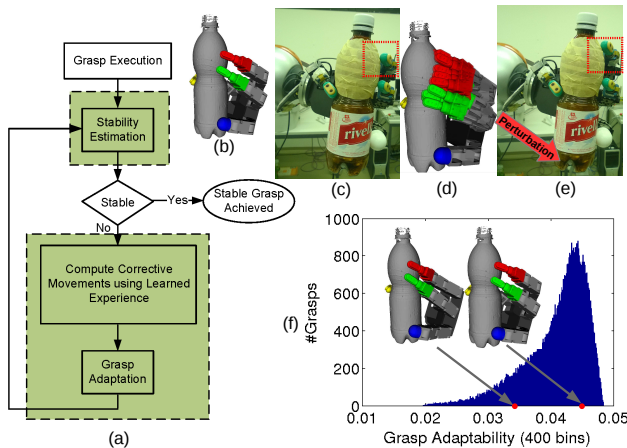 Grasp Execution
Stability
Estimation
Stable
Yes
Stable Grasp
Achieved
No
Compute Corrective
Movements using Learned
Experience
Grasp
Adaptation
(a)
(b)
(c)
(d)
(e)
Perturbation
rivella
(f)
#Grasps
1000
800
600
400
200
0
0.01
0.02
0.03
0.04
0.05
Grasp Adaptability (400 bins)